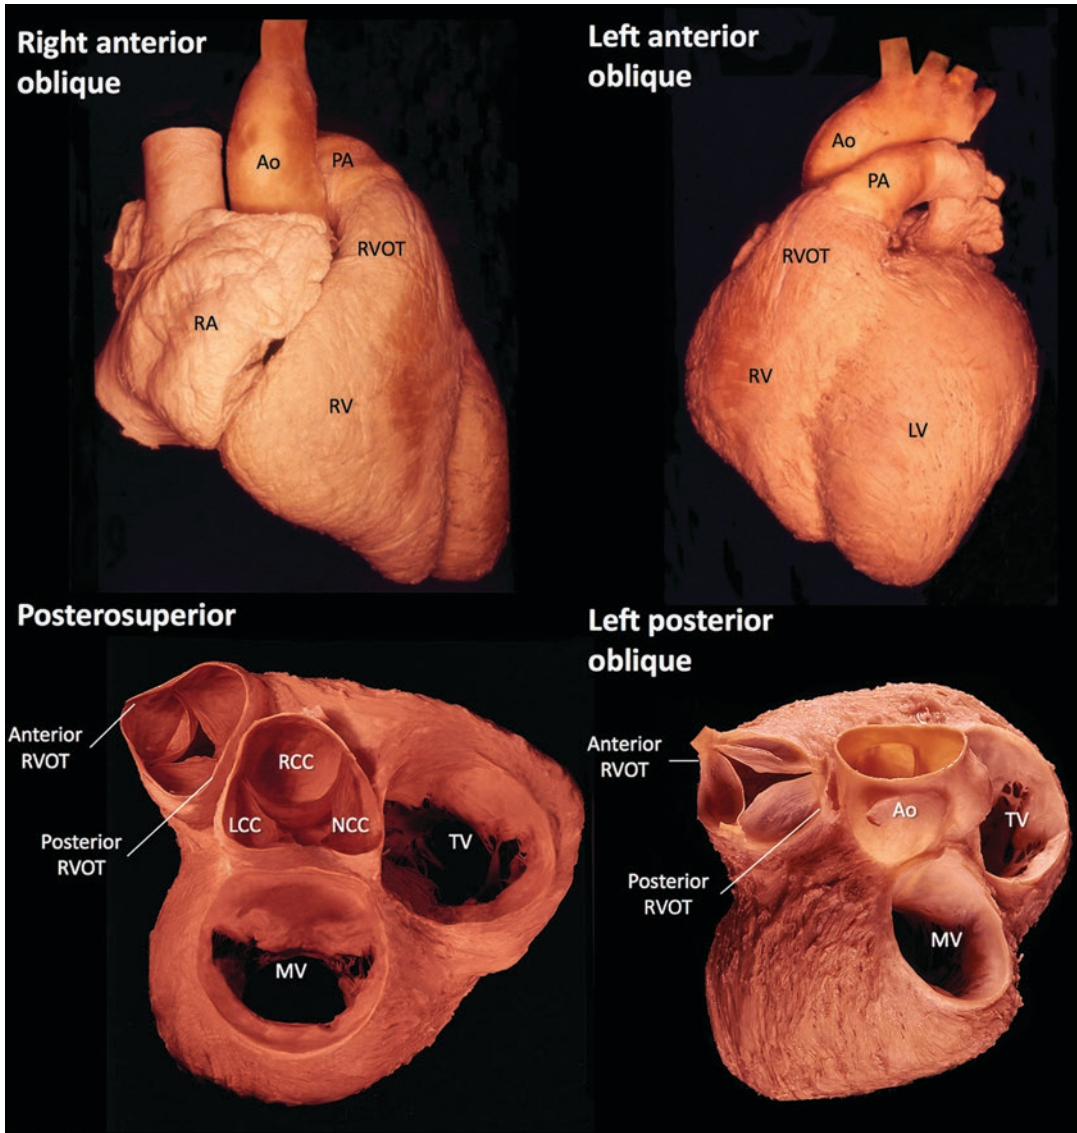 Right anterior
oblique
Ao
PA
RVOT
RA
RV
Left anterior
oblique
Ao
PA
RVOT
RV
LV
Posterosuperior
Anterior
RVOT
RCC
LCC
NCC
Posterior
RVOT
TV
MV
Left posterior
oblique
Anterior
RVOT
Ao
TV
Posterior
RVOT
MV